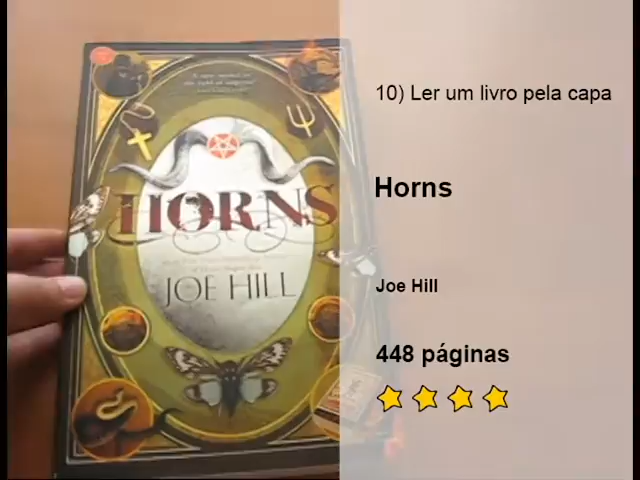 HORNS
JOE HILL
10) Ler um livro pela capa
Horns
Joe Hill
448 páginas